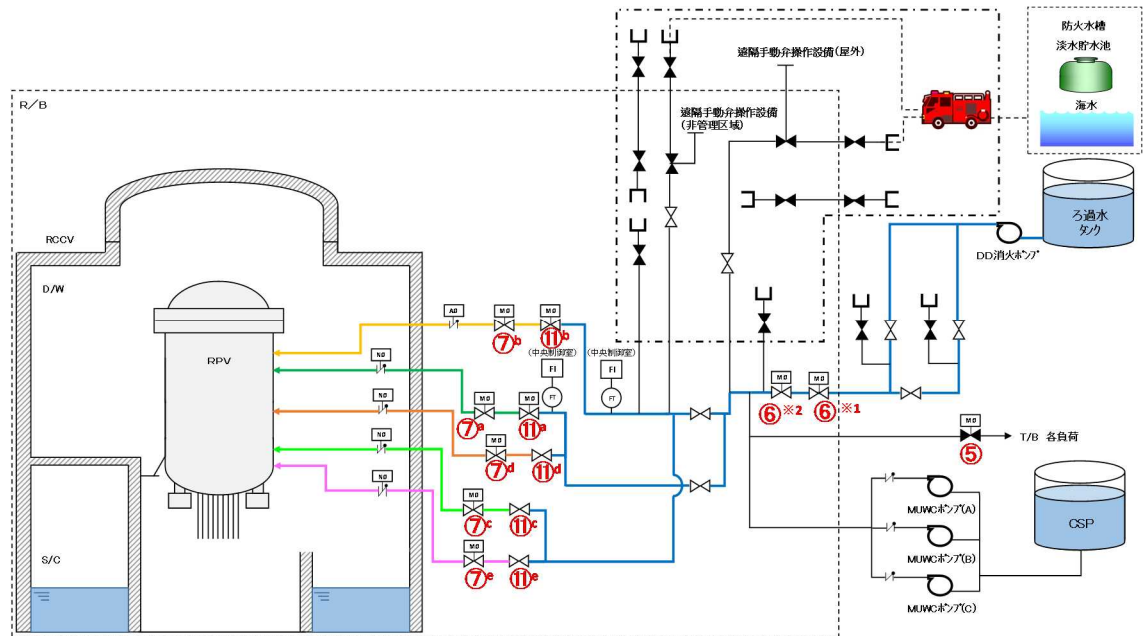 防火水槽
淡水貯水池
海水
遠隔手動弁操作設備(屋外)
遠隔手動弁操作設備
(非管理区域)
R/B
ろ過水
タンク
DD消火ポンプ
RCCV
D/W
RPV
S/C
AO
MO
MO
⑦b
⑪b
(中央制御室)
(中央制御室)
FI
FI
FT
FT
NO
MO
MO
⑦a
⑪a
NO
MO
⑦d
⑪d
NO
MO
⑦c
⑪c
NO
MO
⑦e
⑪e
MO
MO
⑥※2
⑥※1
MO
⑤
T/B 各負荷
MUWCポンプ(A)
MUWCポンプ(B)
MUWCポンプ(C)
CSP